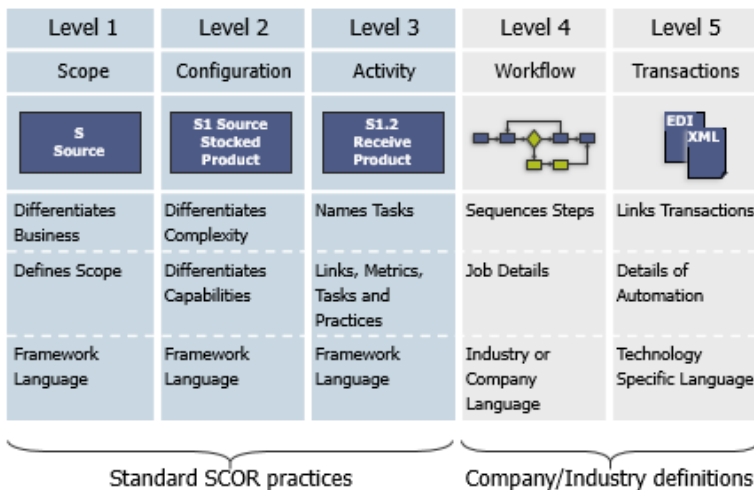 Level 1
Level 2
Level 3
Level 4
Level 5
Scope
Configuration
Activity
Workflow
Transactions
S
Source
S1 Source
Stocked
Product
S1.2
Receive
Product
EDI
XML
Differentiates
Business
Differentiates
Complexity
Names Tasks
Sequences Steps
Links Transactions
Defines Scope
Differentiates
Capabilities
Links, Metrics,
Tasks and
Practices
Job Details
Details of
Automation
Framework
Language
Framework
Language
Framework
Language
Industry or
Company
Language
Technology
Specific Language
Standard SCOR practices
Company/Industry definitions